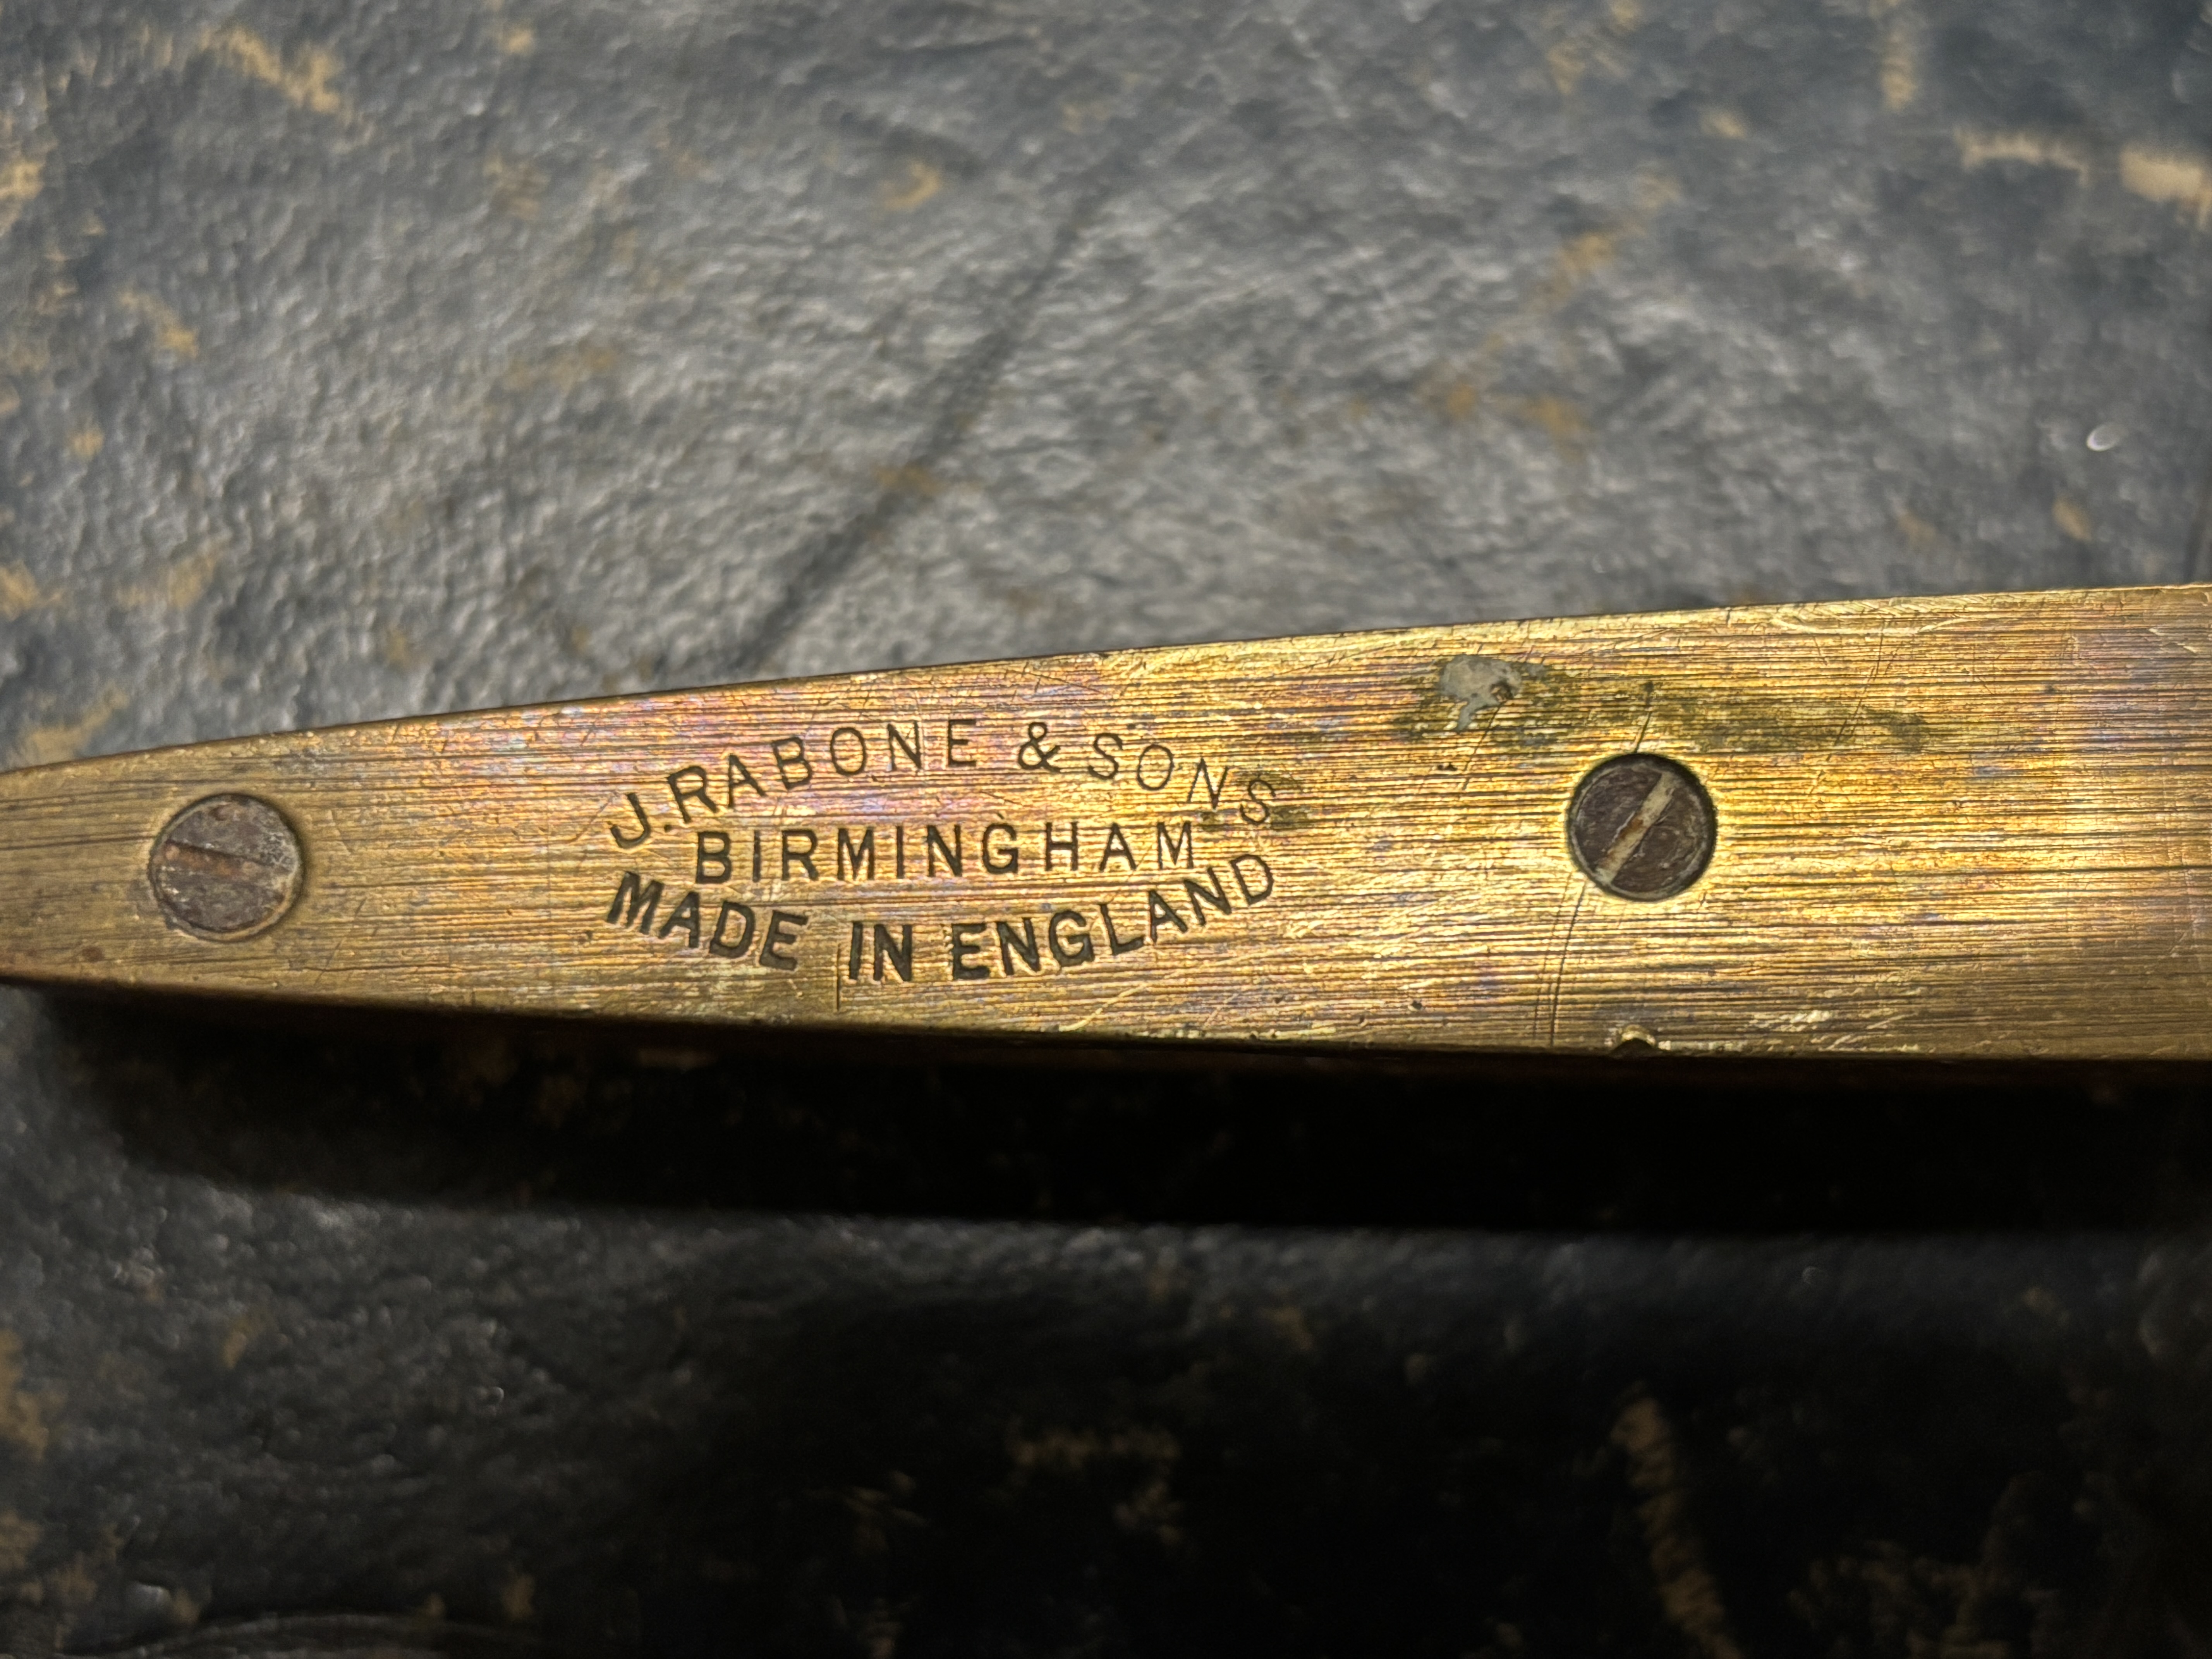 J. RABONE & SONS
BIRMINGHAM
MADE IN ENGLAND